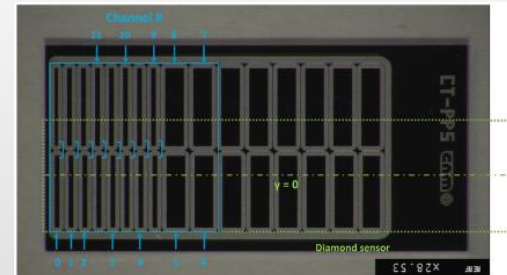 Channel #
11 10 9 8 7
CT-PPS
y = 0
0 1 2 3 4 5 6
Diamond sensor
x28.53